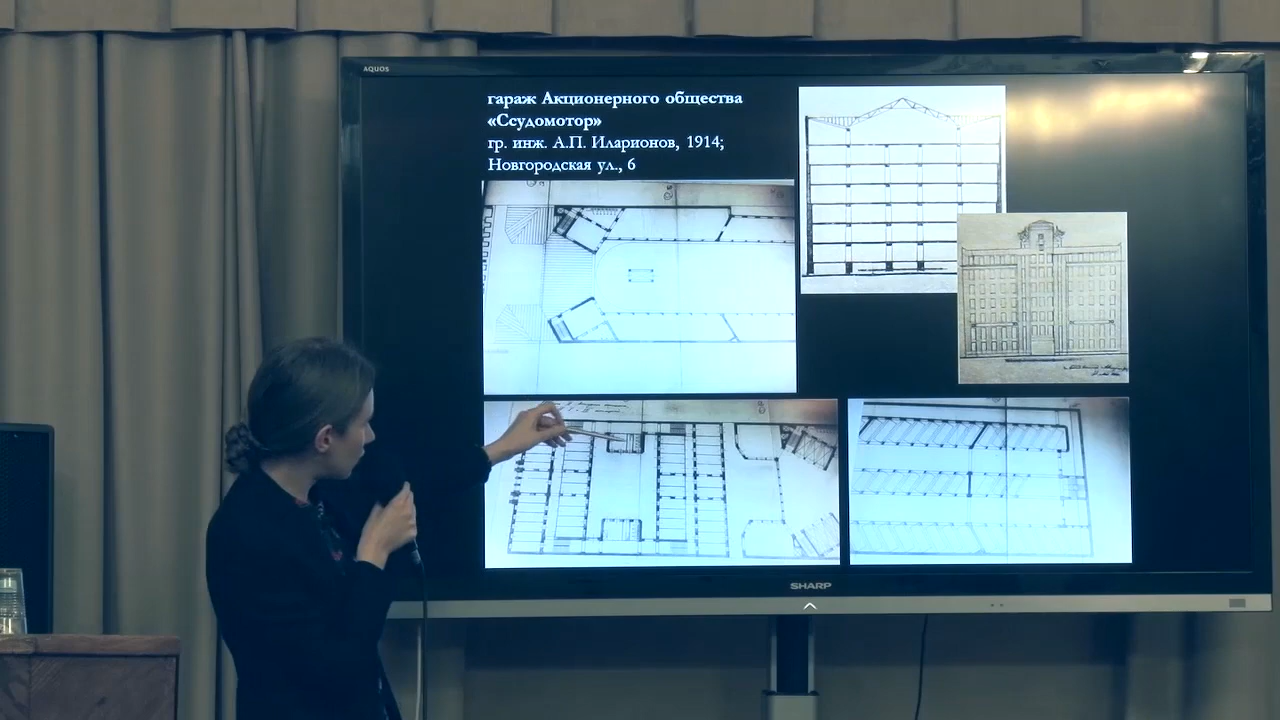 AQUOS
гараж Акционерного общества
«Ссудомотор»
гр. инж. А.П. Иларионов, 1914;
Новгородская ул., 6
SHARP